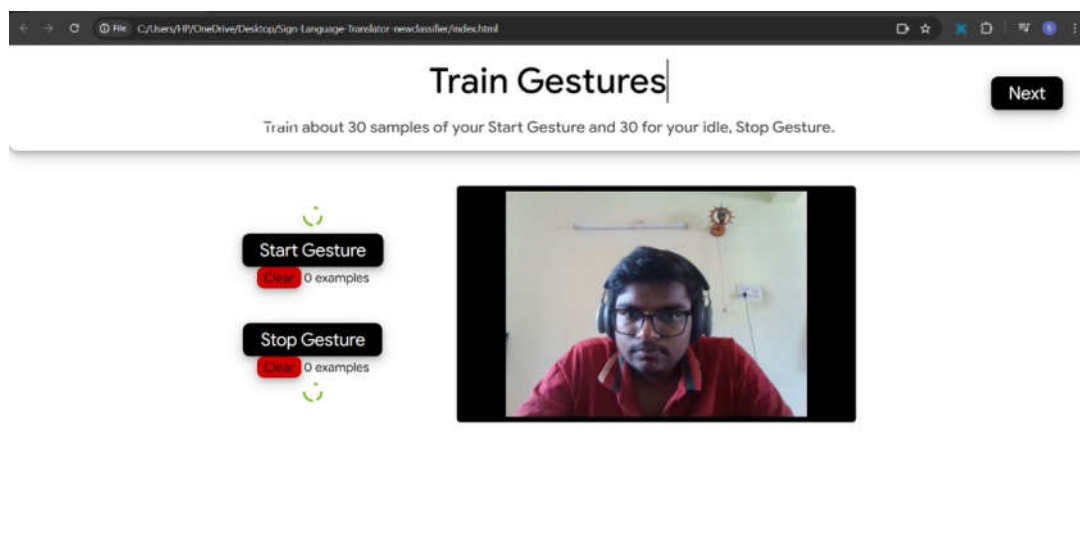 File C:/Users/HP/OneDrive/Desktop/Sign-Language-Translator-newclassifier/index.html
Train Gestures
Next
Train about 30 samples of your Start Gesture and 30 for your idle, Stop Gesture.
Start Gesture
Clear 0 examples
Stop Gesture
Clear 0 examples